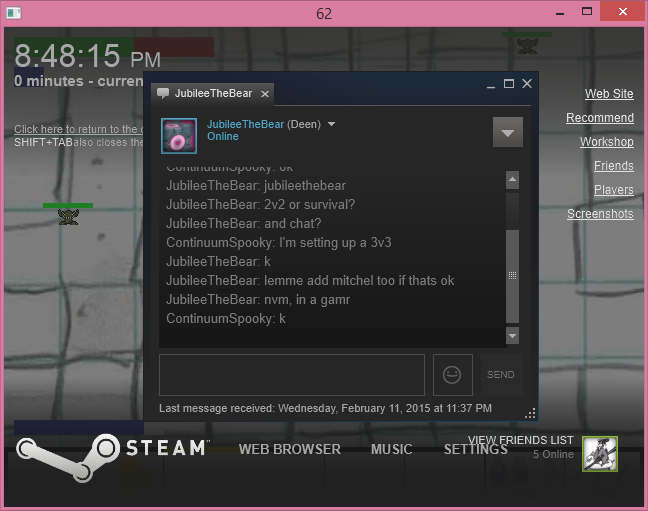 62
8:48:15 PM
0 minutes - curren
Click here to return to the
SHIFT+TAB also closes the
JubileeTheBear
JubileeTheBear (Deen)
Online
ContinuumSpooky: ok
JubileeTheBear: jubileethebear
JubileeTheBear: 2v2 or survival?
JubileeTheBear: and chat?
ContinuumSpooky: I'm setting up a 3v3
JubileeTheBear: k
JubileeTheBear: lemme add mitchel too if thats ok
JubileeTheBear: nvm, in a gamr
ContinuumSpooky: k
SEND
Last message received: Wednesday, February 11, 2015 at 11:37 PM
Web Site
Recommend
Workshop
Friends
Players
Screenshots
STEAM™
WEB BROWSER
MUSIC
SETTINGS
VIEW FRIENDS LIST
5 Online